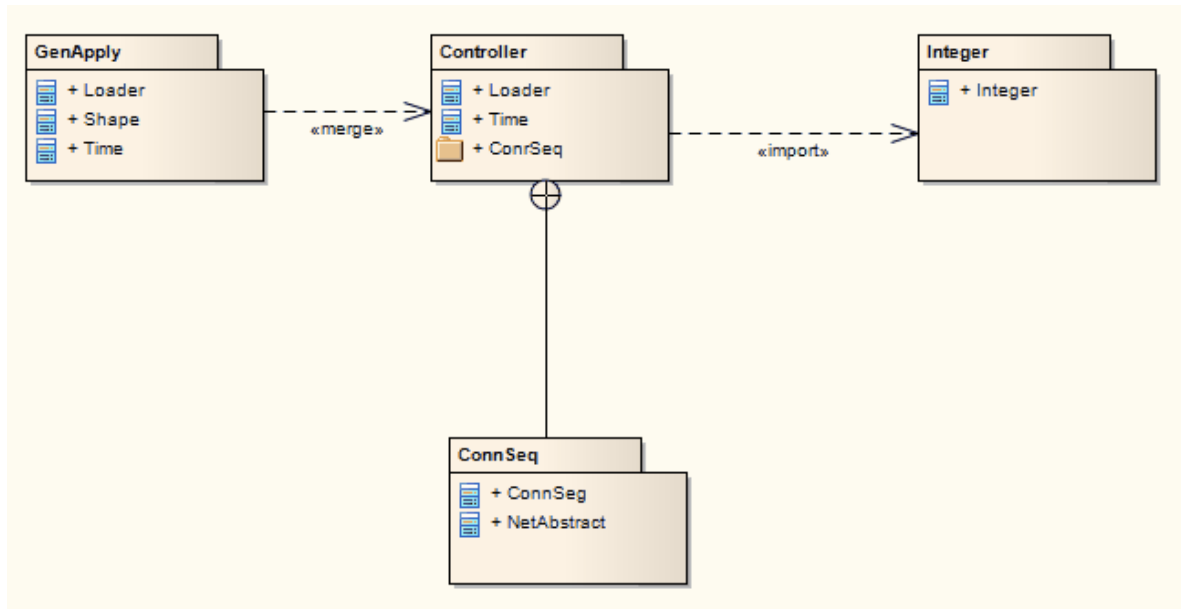 GenApply
+ Loader
+ Shape
+ Time
«merge»
Controller
+ Loader
+ Time
+ ConrSeq
«import»
Integer
+ Integer
ConnSeq
+ ConnSeg
+ NetAbstract